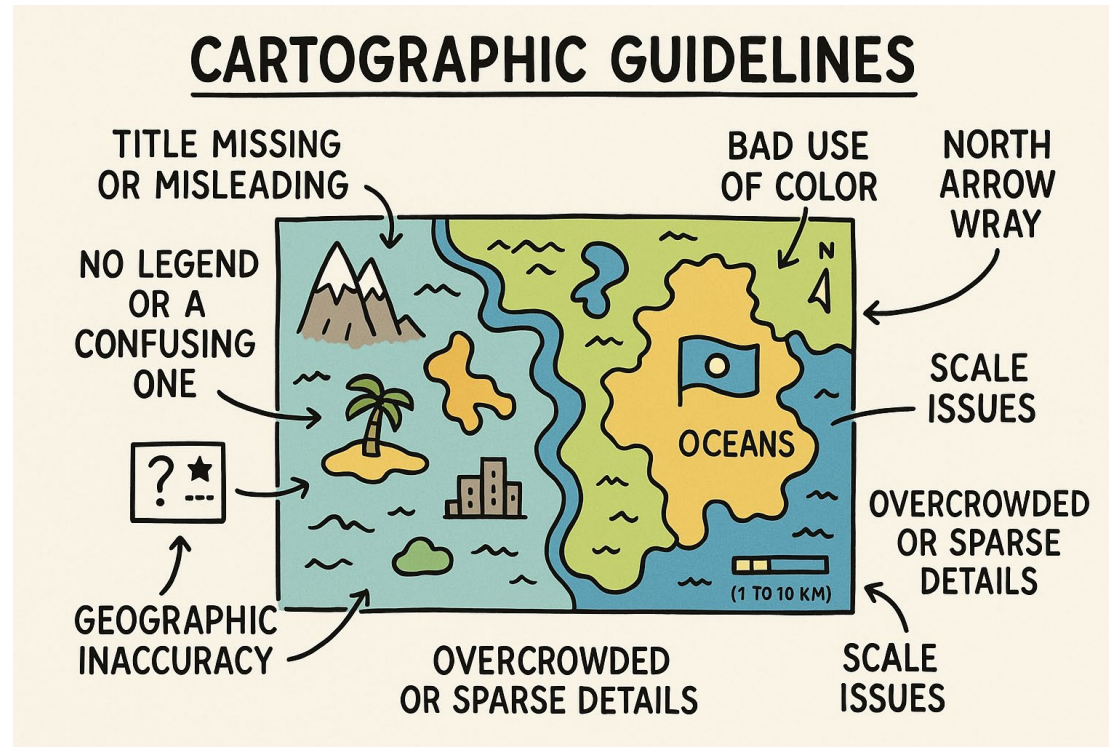 CARTOGRAPHIC GUIDELINES
TITLE MISSING
OR MISLEADING
BAD USE
OF COLOR
NORTH
ARROW
WRAY
NO LEGEND
OR A
CONFUSING
ONE
N
SCALE
ISSUES
OCEANS
?
OVERCROWDED
OR SPARSE
DETAILS
(1 TO 10 KM)
GEOGRAPHIC
INACCURACY
OVERCROWDED
OR SPARSE DETAILS
SCALE
ISSUES